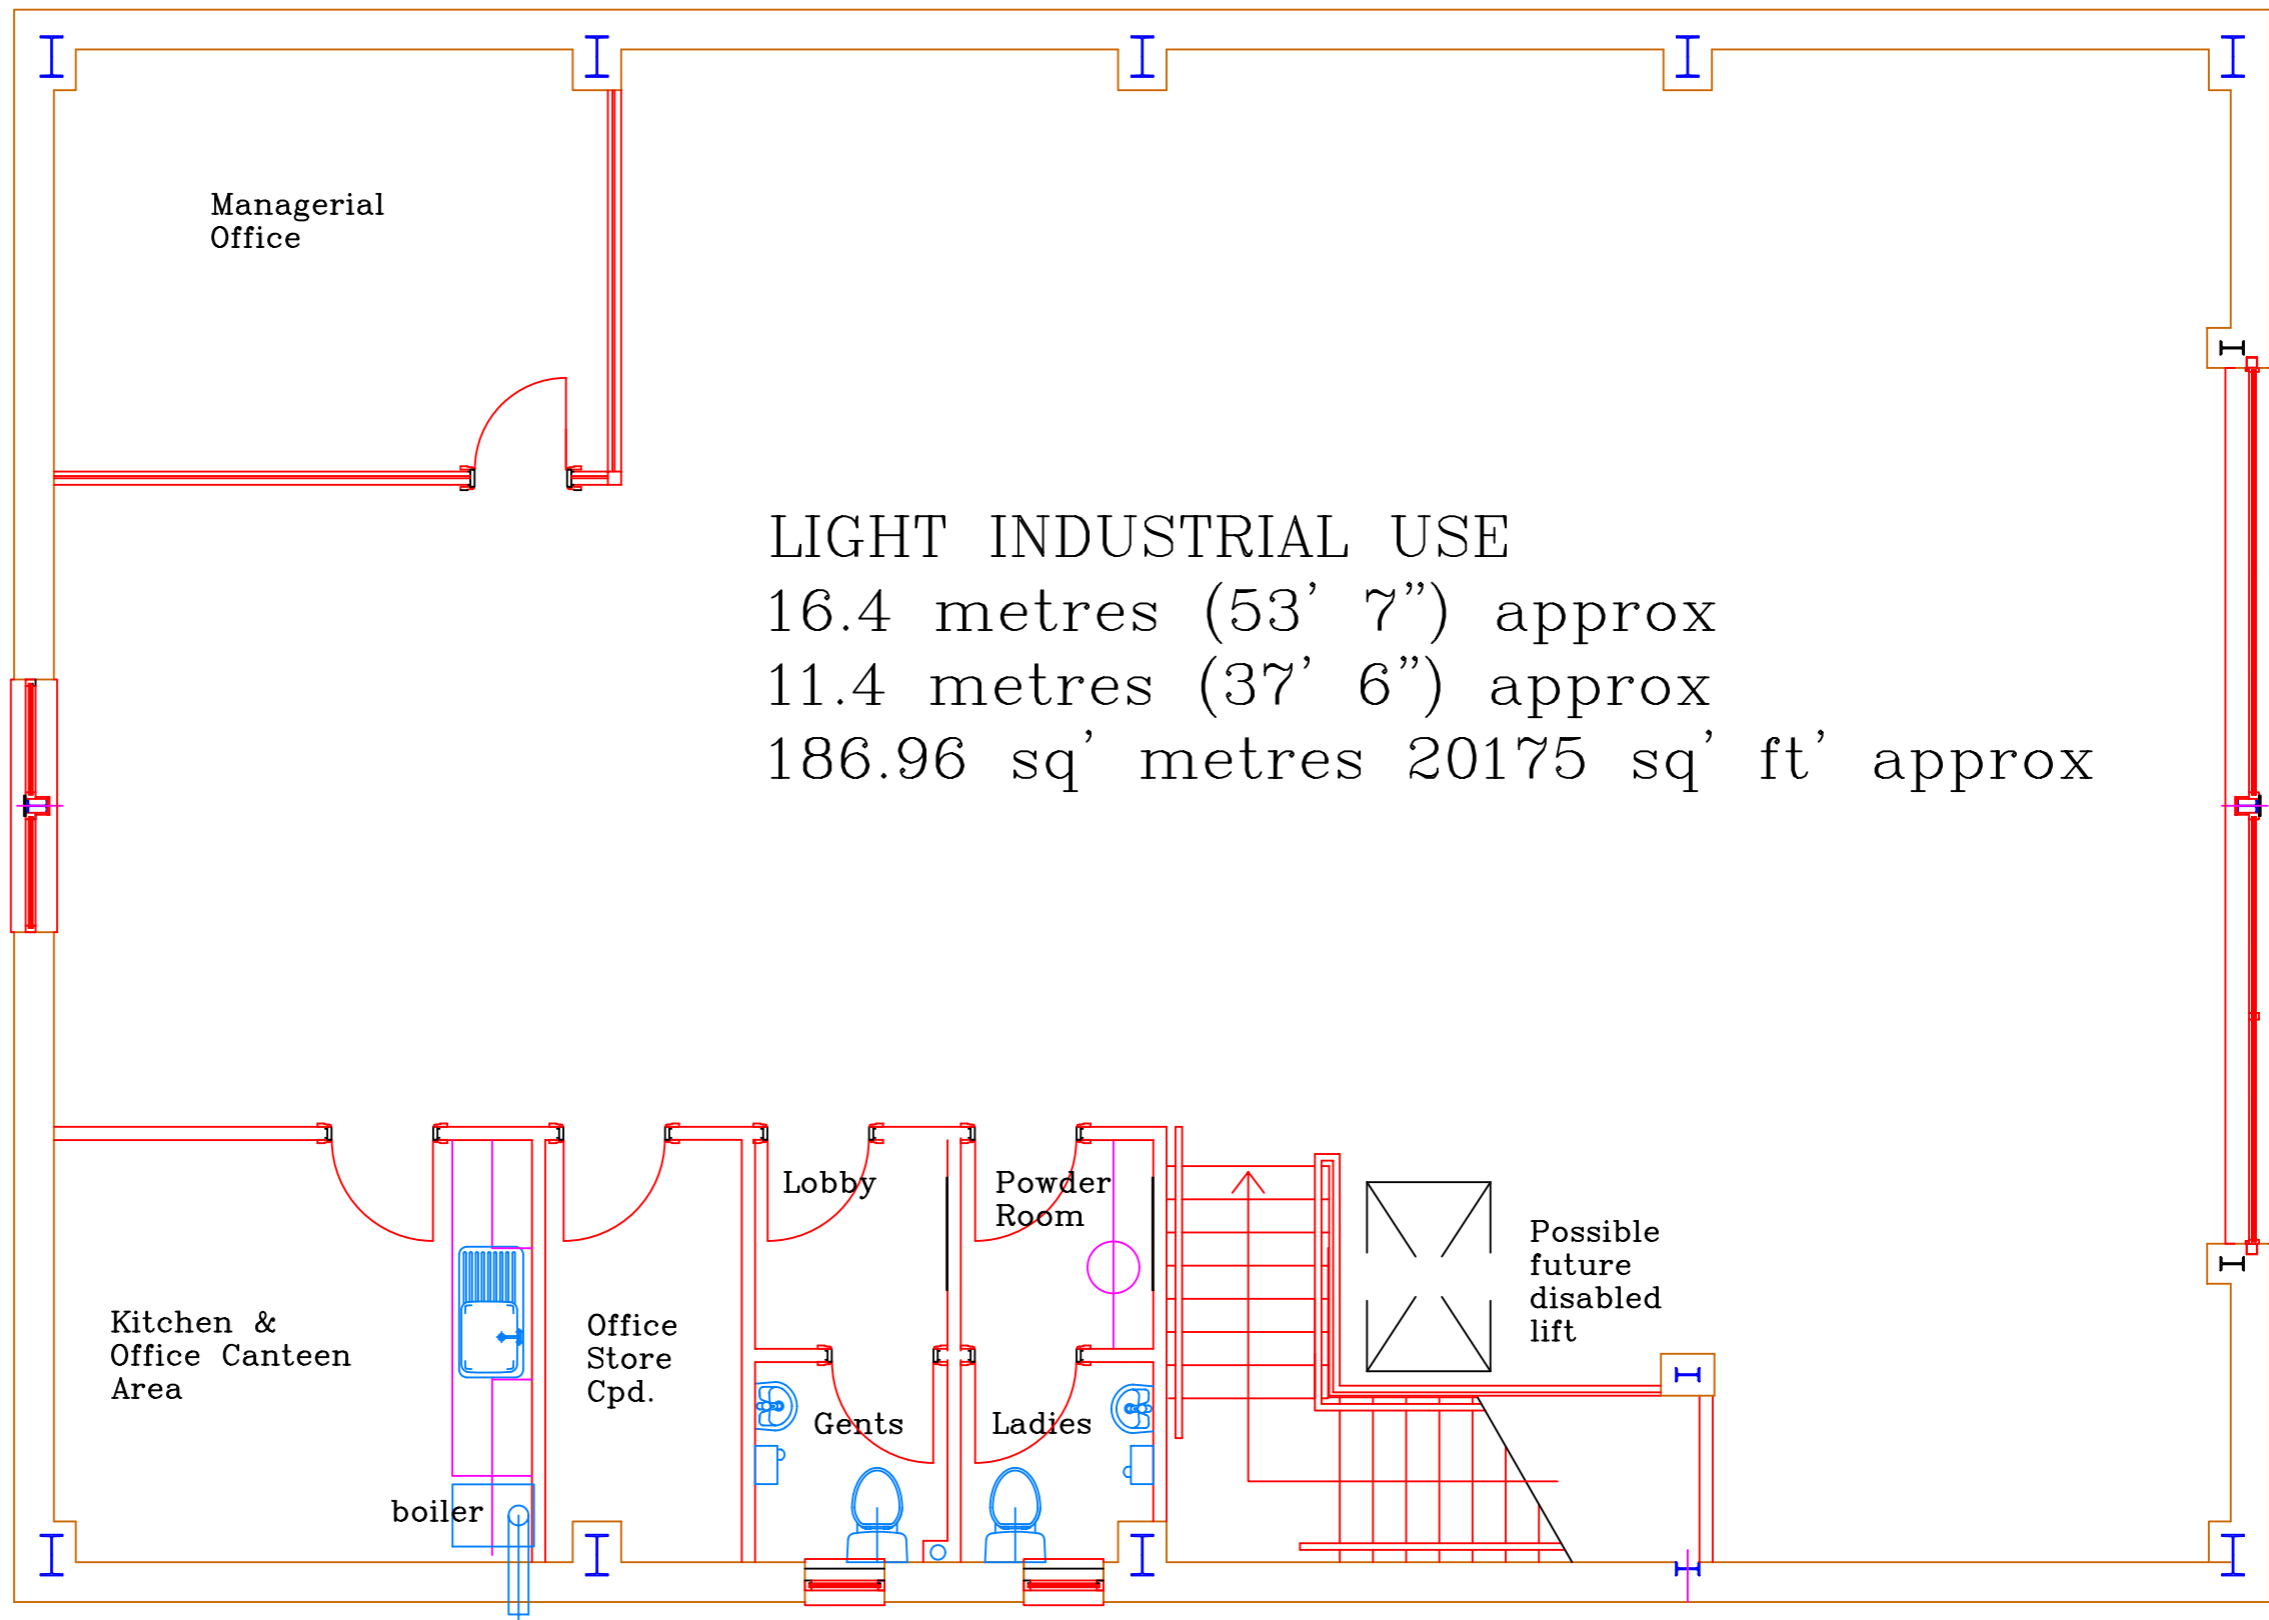 Managerial
Office
LIGHT INDUSTRIAL USE
16.4 metres (53' 7") approx
11.4 metres (37' 6") approx
186.96 sq' metres 20175 sq' ft' approx
Lobby
Powder
Room
Possible
future
disabled
lift
Kitchen &
Office Canteen
Area
Office
Store
Cpd.
Gents
Ladies
boiler